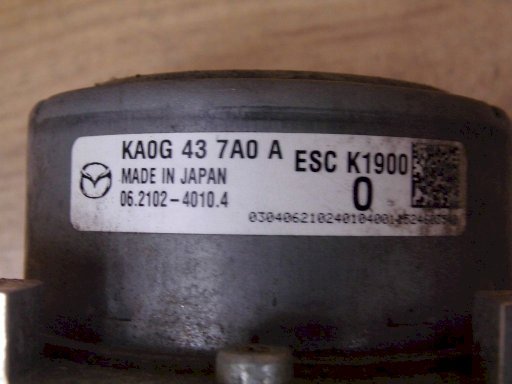 KA0G 43 7A0 A ESC K1900
MADE IN JAPAN 0
06.2102-4010.4